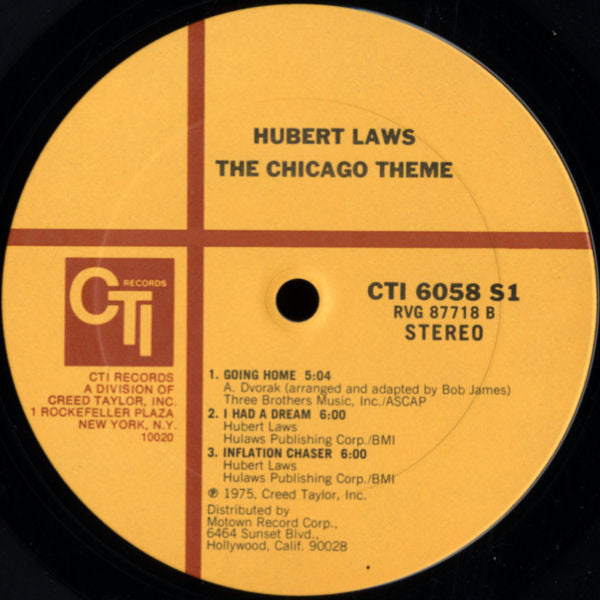 HUBERT LAWS
THE CHICAGO THEME
CTI
RECORDS
CTI 6058 S1
RVG 87718 B
STEREO
CTI RECORDS
A DIVISION OF
CREED TAYLOR, INC.
1 ROCKEFELLER PLAZA
NEW YORK, N.Y.
10020
1. GOING HOME 5:04
A. Dvorak (arranged and adapted by Bob James)
Three Brothers Music, Inc./ASCAP
2. I HAD A DREAM 6:00
Hubert Laws
Hulaws Publishing Corp./BMI
3. INFLATION CHASER 6:00
Hubert Laws
Hulaws Publishing Corp./BMI
℗ 1975, Creed Taylor, Inc.
Distributed by
Motown Record Corp.,
6464 Sunset Blvd.,
Hollywood, Calif. 90028